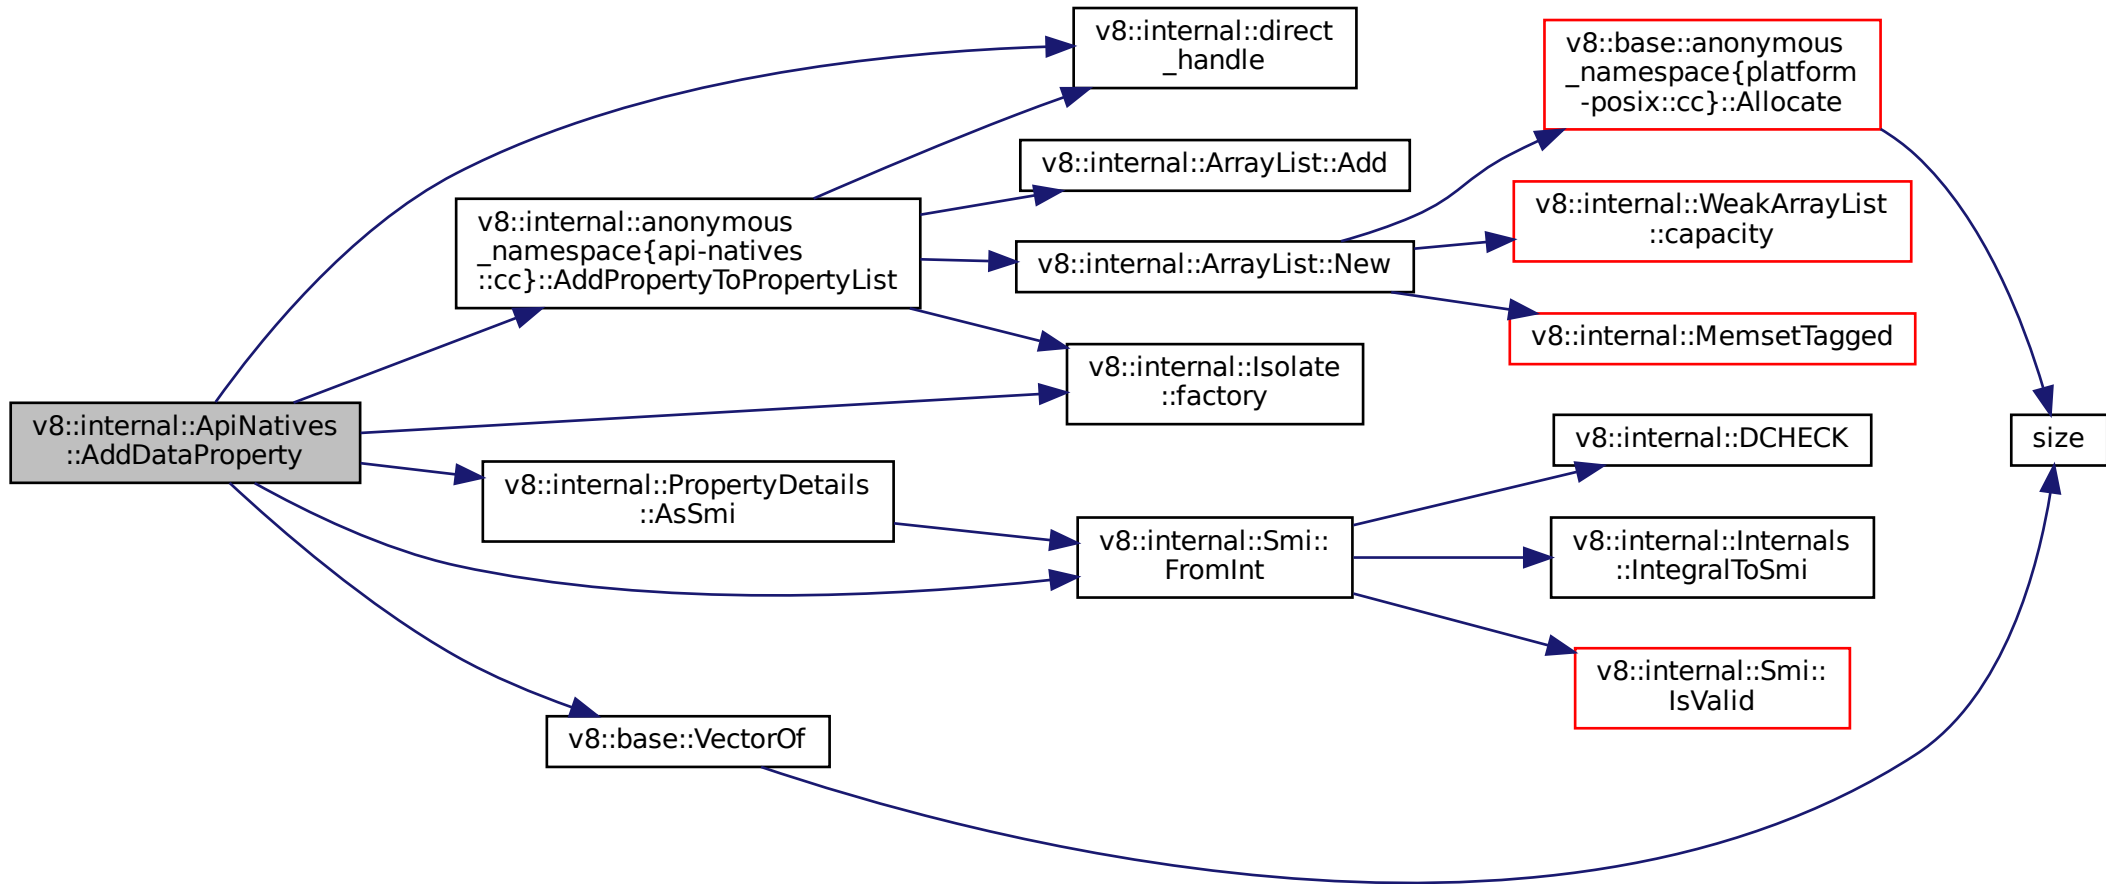 v8::internal::ApiNatives
::AddDataProperty
v8::internal::direct
_handle
v8::internal::anonymous
_namespace{api-natives
::cc}::AddPropertyToPropertyList
v8::internal::ArrayList::Add
v8::internal::ArrayList::New
v8::base::anonymous
_namespace{platform
-posix::cc}::Allocate
size
v8::internal::WeakArrayList
::capacity
v8::internal::MemsetTagged
v8::internal::Isolate
::factory
v8::internal::PropertyDetails
::AsSmi
v8::internal::Smi::
FromInt
v8::internal::DCHECK
v8::internal::Internals
::IntegralToSmi
v8::internal::Smi::
IsValid
v8::base::VectorOf